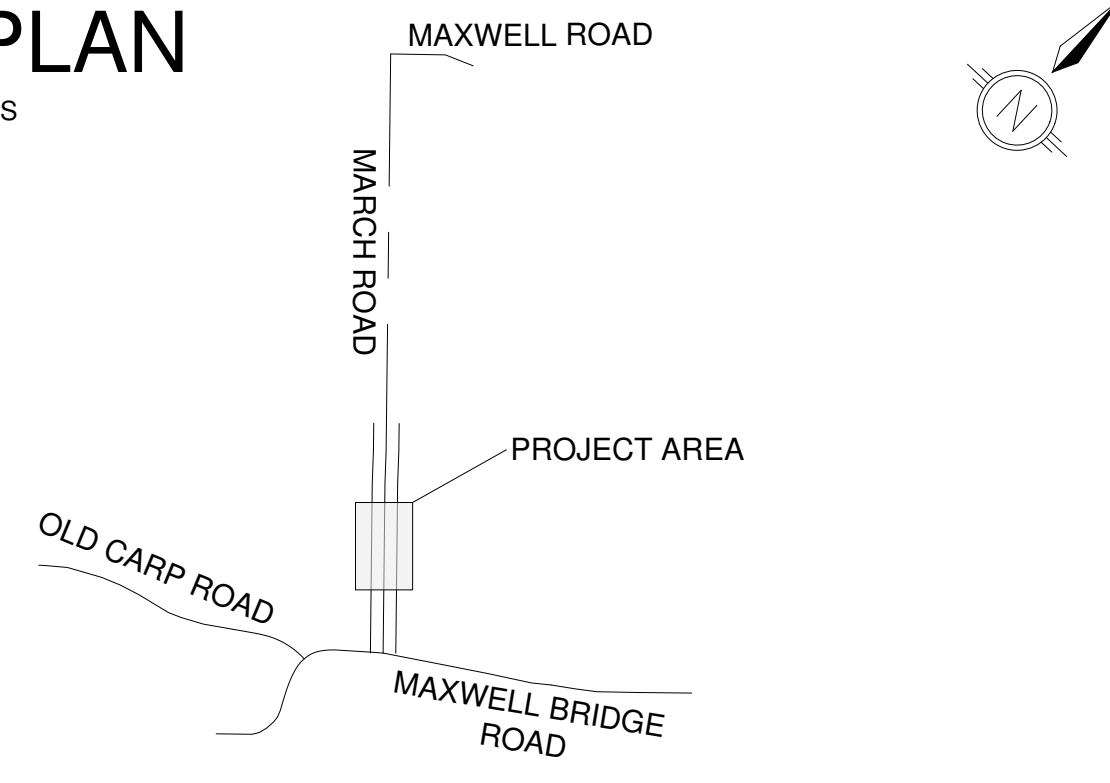 PLAN
S
MAXWELL ROAD
N
MARCH ROAD
PROJECT AREA
OLD CARP ROAD
MAXWELL BRIDGE
ROAD